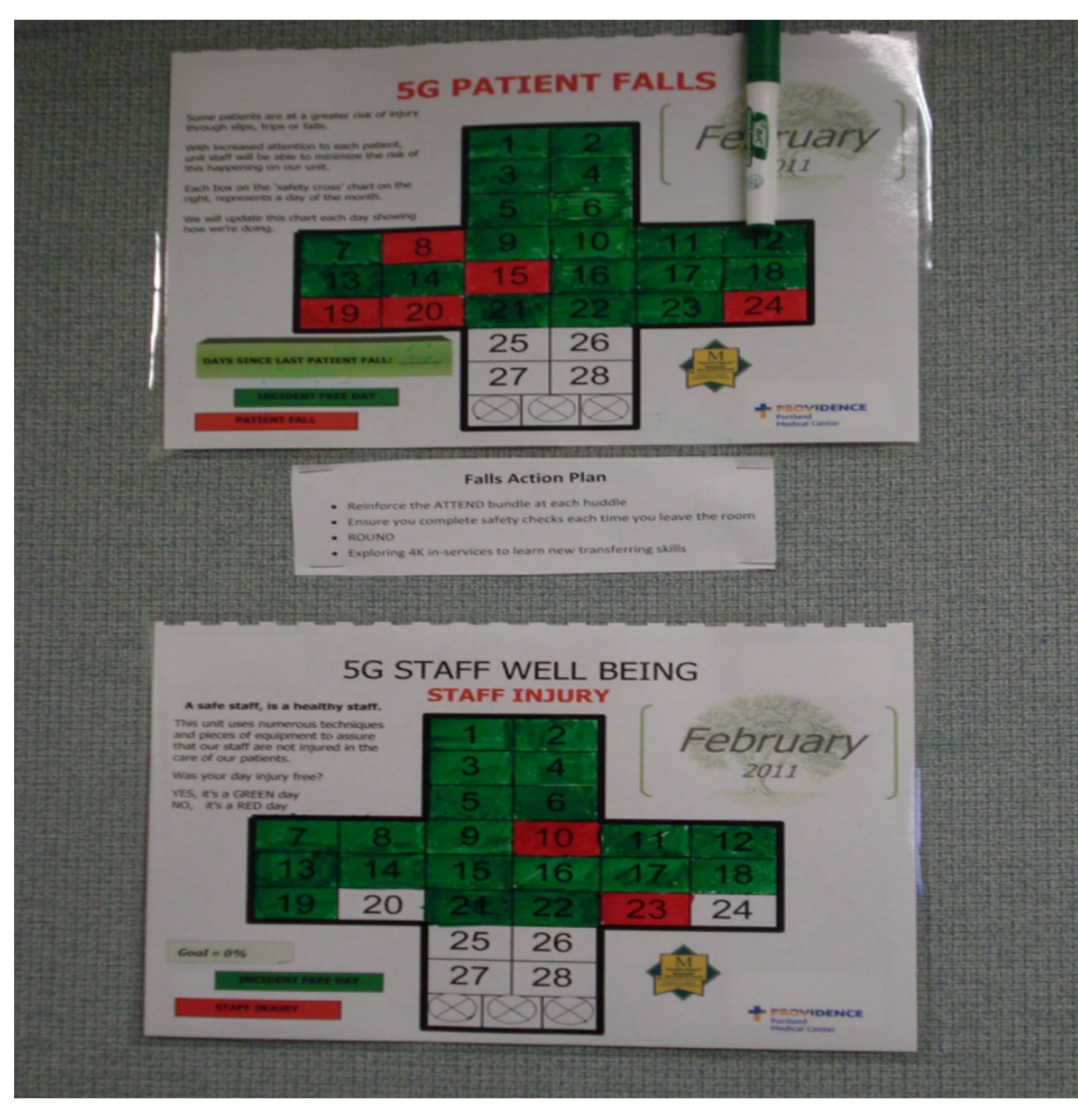 5G PATIENT FALLS
Some patients are at a greater risk of injury
through slips, trips or falls.
With increased attention to each patient,
unit staff will be able to minimize the risk of
this happening on our unit.
Each box on the 'safety cross' chart on the
right, represents a day of the month.
We will update this chart each day showing
how we're doing.
Fe ruary
011
1 2
3 4
5 6
7 8 9 10 11 12
13 14 15 16 17 18
19 20 21 22 23 24
25 26
27 28
DAYS SINCE LAST PATIENT FALL:
INCIDENT FREE DAY
PATIENT FALL
M
PROVIDENCE
Portland
Medical Center
Falls Action Plan
• Reinforce the ATTEND bundle at each huddle
• Ensure you complete safety checks each time you leave the room
• ROUND
• Exploring 4K in-services to learn new transferring skills
5G STAFF WELL BEING
STAFF INJURY
A safe staff, is a healthy staff.
This unit uses numerous techniques
and pieces of equipment to assure
that our staff are not injured in the
care of our patients.
Was your day injury free?
YES, it's a GREEN day
NO, it's a RED day
February
2011
1 2
3 4
5 6
7 8 9 10 11 12
13 14 15 16 17 18
19 20 21 22 23 24
25 26
27 28
Goal = 0%
INCIDENT FREE DAY
STAFF INJURY
M
PROVIDENCE
Portland
Medical Center